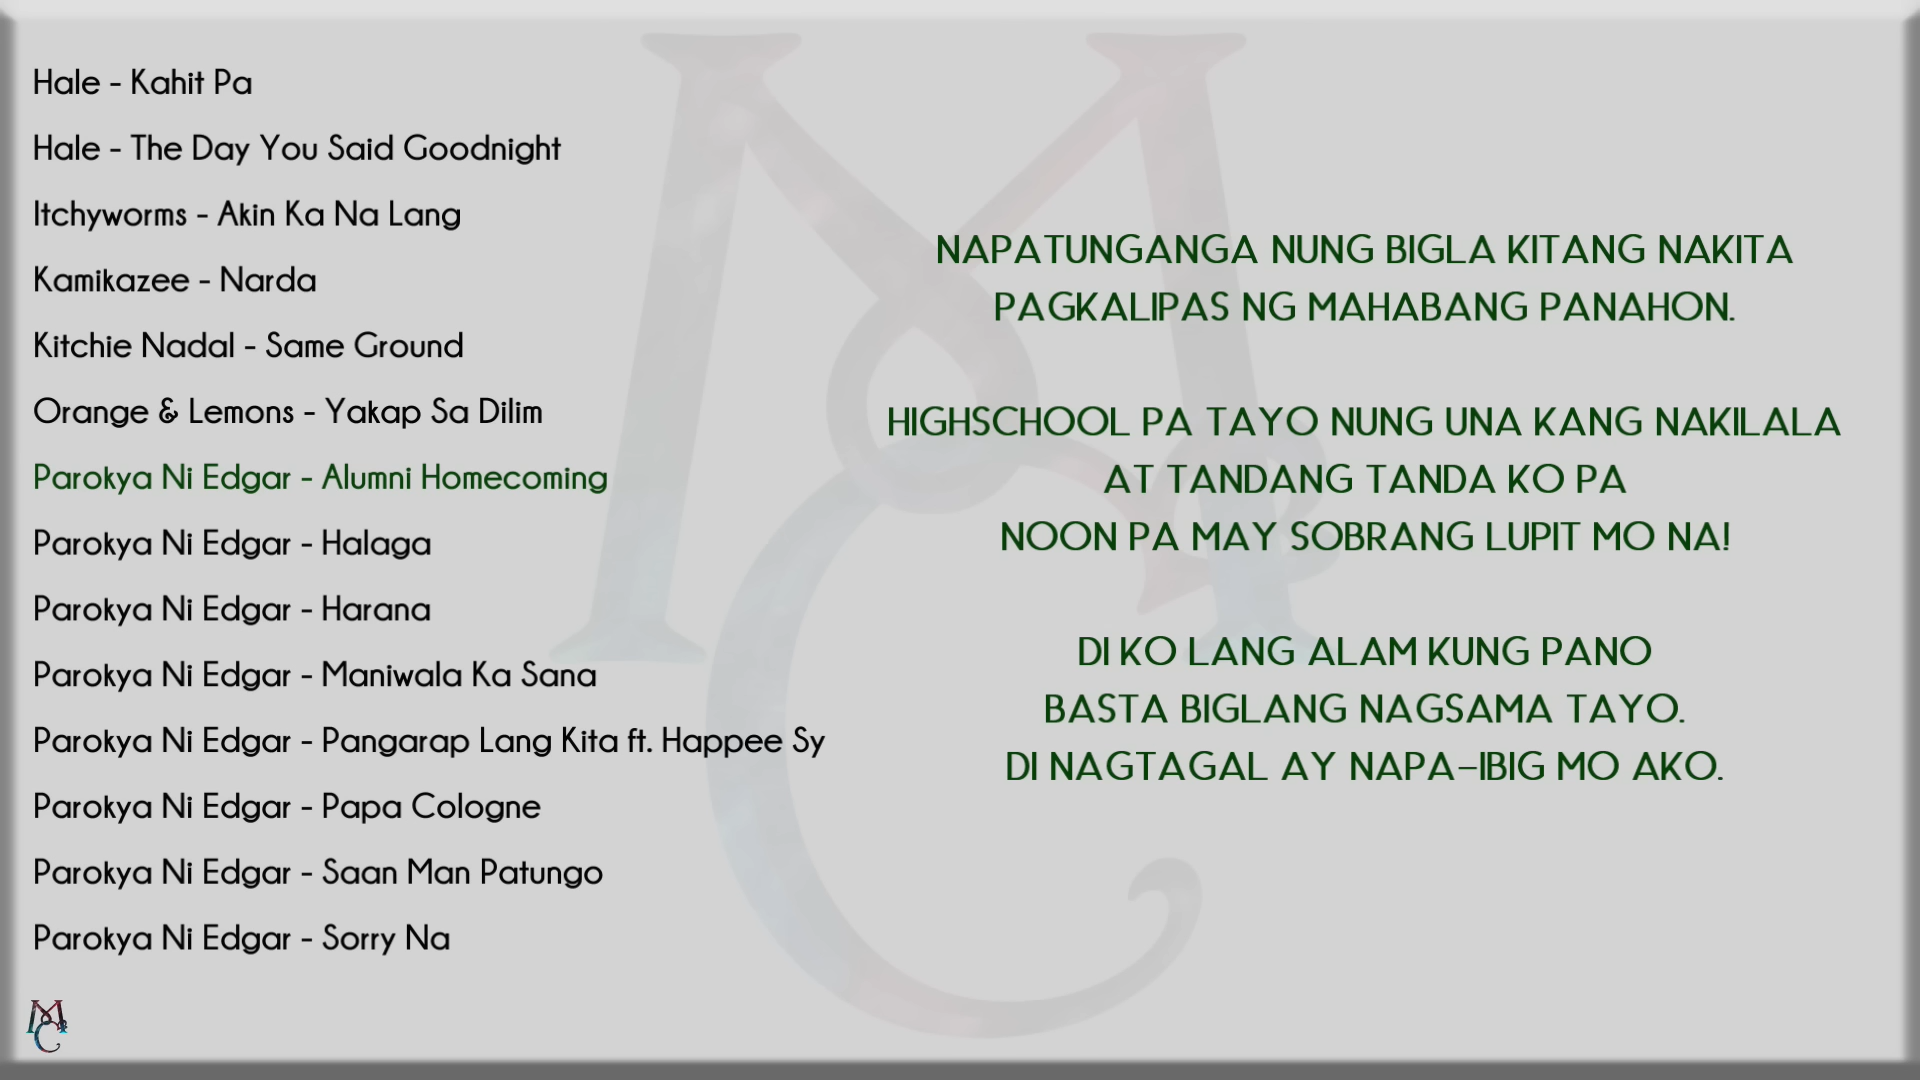 Hale - Kahit Pa
Hale - The Day You Said Goodnight
Itchyworms - Akin Ka Na Lang
Kamikazee - Narda
Kitchie Nadal - Same Ground
Orange & Lemons - Yakap Sa Dilim
Parokya Ni Edgar - Alumni Homecoming
Parokya Ni Edgar - Halaga
Parokya Ni Edgar - Harana
Parokya Ni Edgar - Maniwala Ka Sana
Parokya Ni Edgar - Pangarap Lang Kita ft. Happee Sy
Parokya Ni Edgar - Papa Cologne
Parokya Ni Edgar - Saan Man Patungo
Parokya Ni Edgar - Sorry Na
NAPATUNGANGA NUNG BIGLA KITANG NAKITA
PAGKALIPAS NG MAHABANG PANAHON.
HIGHSCHOOL PA TAYO NUNG UNA KANG NAKILALA
AT TANDANG TANDA KO PA
NOON PA MAY SOBRANG LUPIT MO NA!
DI KO LANG ALAM KUNG PANO
BASTA BIGLANG NAGSAMA TAYO.
DI NAGTAGAL AY NAPA-IBIG MO AKO.
MC